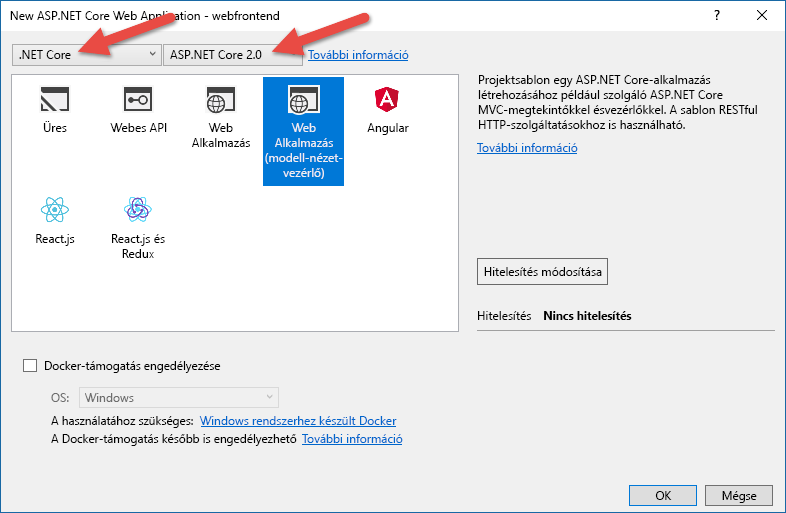 New ASP.NET Core Web Application - webfrontend
.NET Core
ASP.NET Core 2.0
További információ
Üres
Webes API
Web
Alkalmazás
Web
Alkalmazás
(modell-nézet-
vezérlő)
Angular
React.js
React.js és
Redux
Projektsablon egy ASP.NET Core-alkalmazás
létrehozásához például szolgáló ASP.NET Core
MVC-megtekintőkkel ésvezérlőkkel. A sablon RESTful
HTTP-szolgáltatásokhoz is használható.
További információ
Hitelesítés módosítása
Hitelesítés Nincs hitelesítés
Docker-támogatás engedélyezése
OS: Windows
A használatához szükséges: Windows rendszerhez készült Docker
A Docker-támogatás később is engedélyezhető További információ
OK
Mégse